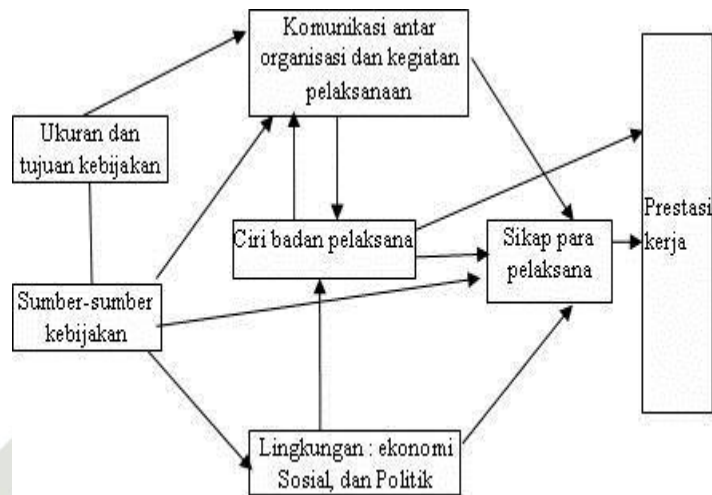 Komunikasi antar
organisasi dan kegiatan
pelaksanaan
Ukuran dan
tujuan kebijakan
Ciri badan pelaksana
Sikap para
pelaksana
Prestasi
kerja
Sumber-sumber
kebijakan
Lingkungan : ekonomi
Sosial, dan Politik